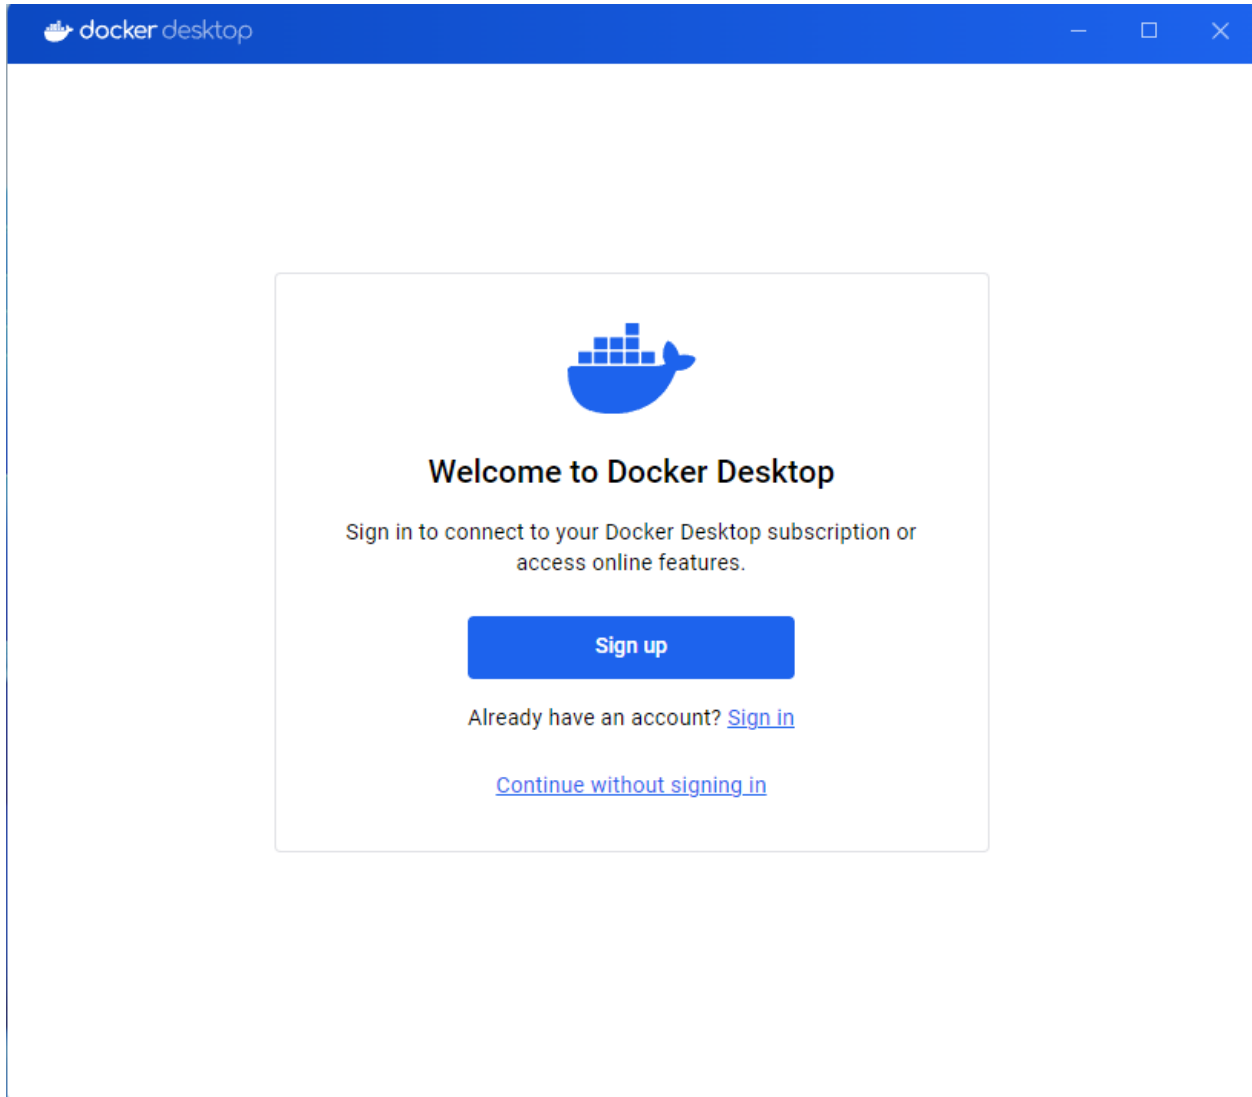 docker desktop
Welcome to Docker Desktop
Sign in to connect to your Docker Desktop subscription or
access online features.
Sign up
Already have an account? Sign in
Continue without signing in